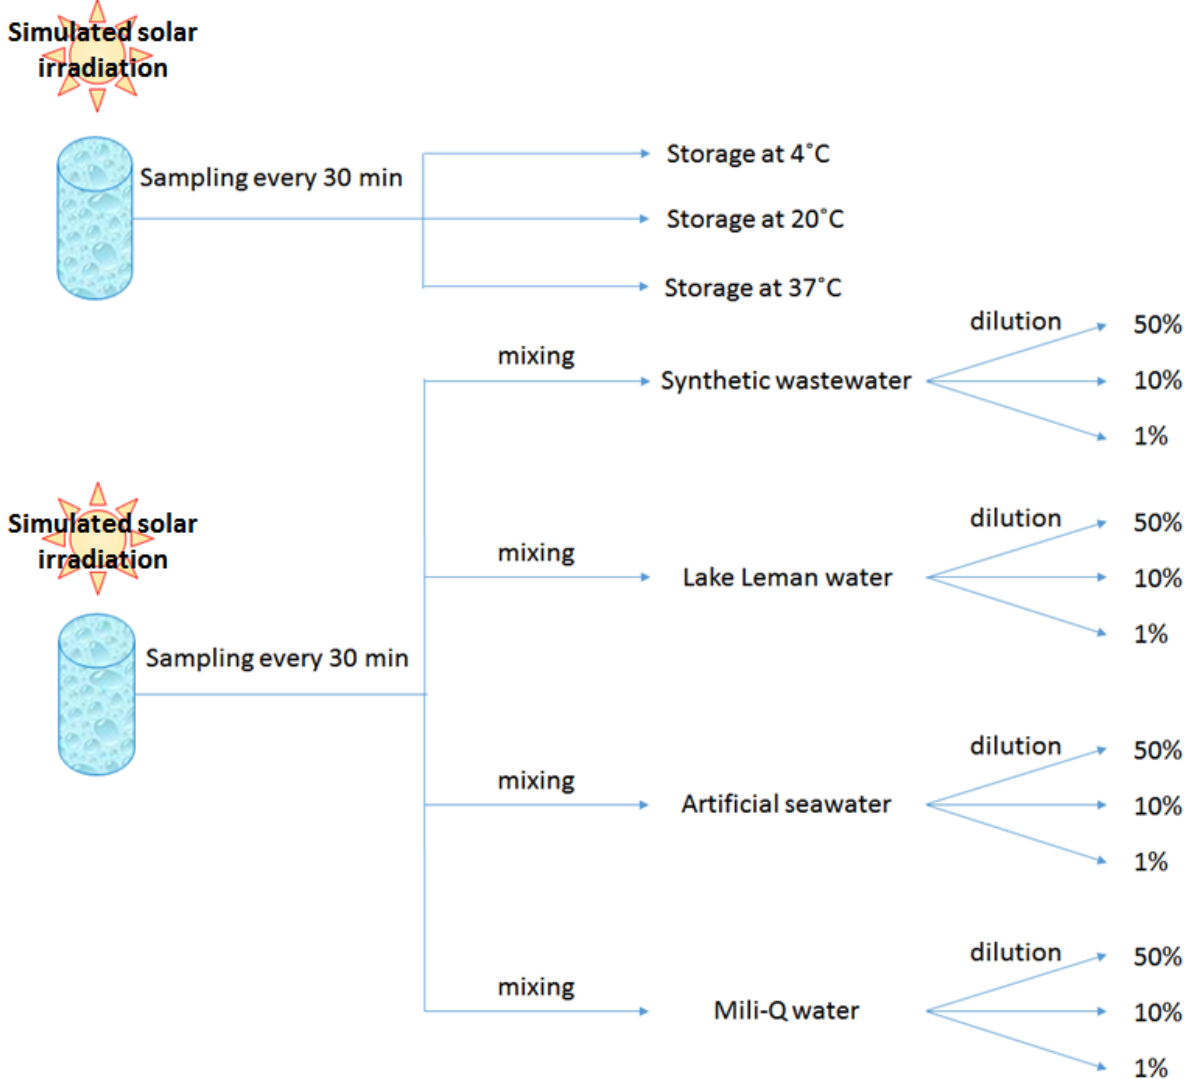 Simulated solar
irradiation
Sampling every 30 min
Storage at 4˚C
Storage at 20˚C
Storage at 37˚C
mixing
Synthetic wastewater
dilution
50%
10%
1%
Simulated solar
irradiation
Sampling every 30 min
mixing
Lake Leman water
dilution
50%
10%
1%
mixing
Artificial seawater
dilution
50%
10%
1%
mixing
Mili-Q water
dilution
50%
10%
1%